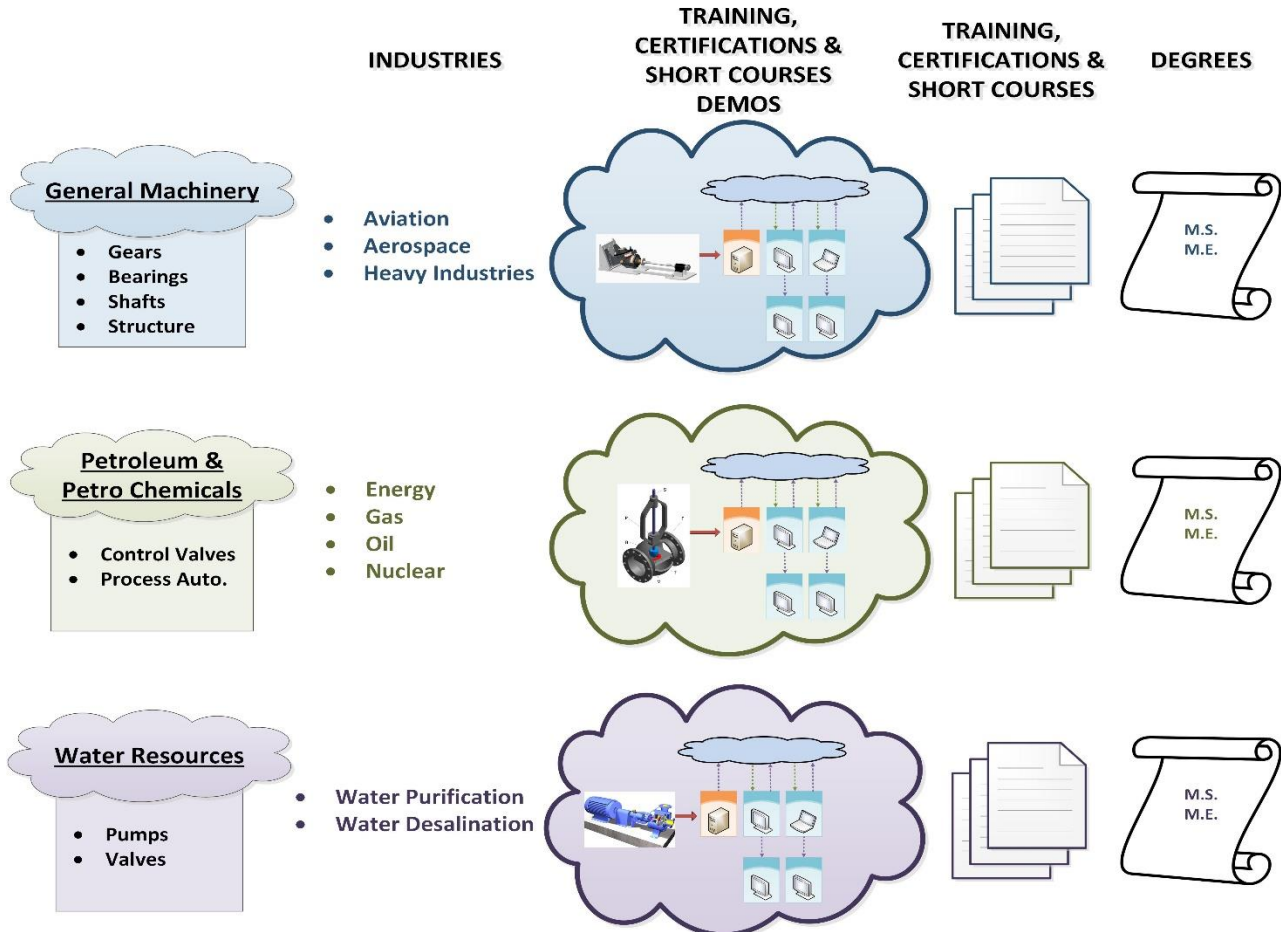 INDUSTRIES
TRAINING,
CERTIFICATIONS &
SHORT COURSES
DEMOS
TRAINING,
CERTIFICATIONS &
SHORT COURSES
DEGREES
General Machinery
• Gears
• Bearings
• Shafts
• Structure
• Aviation
• Aerospace
• Heavy Industries
M.S.
M.E.
Petroleum &
Petro Chemicals
• Control Valves
• Process Auto.
• Energy
• Gas
• Oil
• Nuclear
M.S.
M.E.
Water Resources
• Pumps
• Valves
• Water Purification
• Water Desalination
M.S.
M.E.